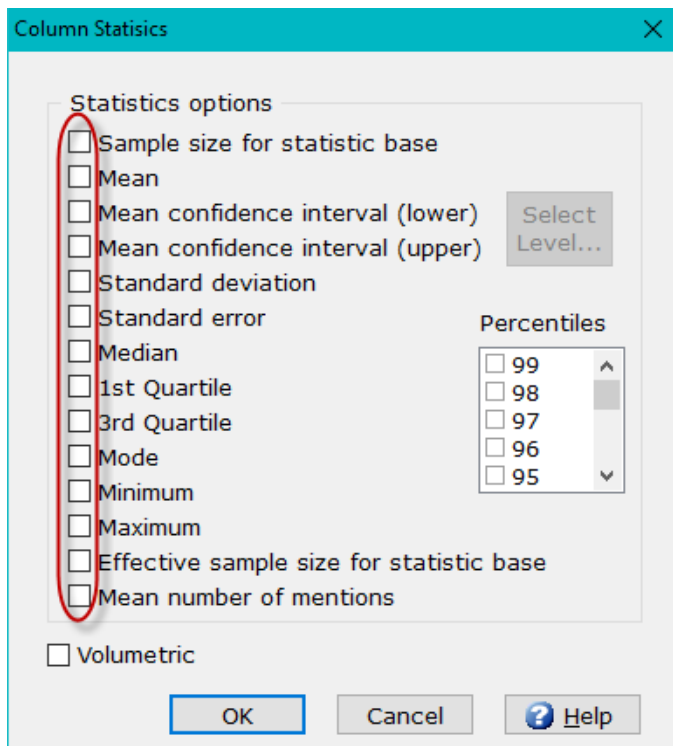 Column Statisics
Statistics options
Sample size for statistic base
Mean
Mean confidence interval (lower)
Mean confidence interval (upper)
Select
Level...
Standard deviation
Standard error
Median
1st Quartile
3rd Quartile
Mode
Minimum
Maximum
Effective sample size for statistic base
Mean number of mentions
Percentiles
99
98
97
96
95
Volumetric
OK
Cancel
? Help